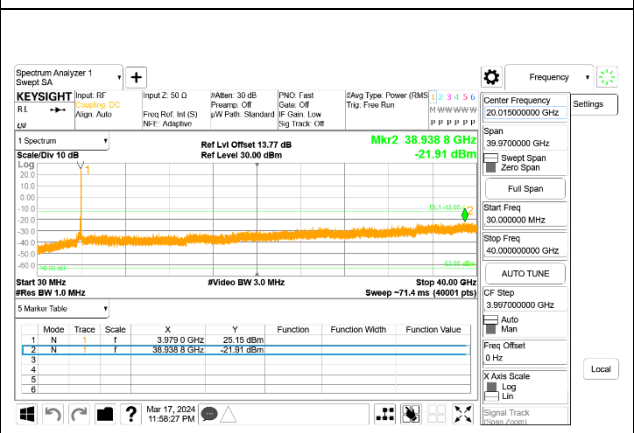 Spectrum Analyzer 1
Swept SA
+
Frequency
KEYSIGHT
Input: RF
Coupling: DC
Align: Auto
Input Z: 50 Ω
Freq Ref: Int (S)
NFE: Adaptive
#Atten: 30 dB
Preamp: Off
µW Path: Standard
PNO: Fast
Gate: Off
IF Gain: Low
Sig Track: Off
#Avg Type: Power (RMS
Trig: Free Run
1 2 3 4 5 6
M W W W W W
P P P P P P
RL
Center Frequency
20.015000000 GHz
Settings
Span
39.9700000 GHz
Swept Span
Zero Span
Full Span
Start Freq
30.000000 MHz
Stop Freq
40.000000000 GHz
AUTO TUNE
CF Step
3.997000000 GHz
Auto
Man
Freq Offset
0 Hz
X Axis Scale
Log
Lin
Signal Track
(Span Zoom)
Local
1 Spectrum
Scale/Div 10 dB
Log
Ref Lvl Offset 13.77 dB
Ref Level 30.00 dBm
Mkr2 38.938 8 GHz
-21.91 dBm
20.0
10.0
0.00
-10.0
-20.0
-30.0
-40.0
-50.0
-60.0
1
2
Start 30 MHz
#Res BW 1.0 MHz
#Video BW 3.0 MHz
Stop 40.00 GHz
Sweep ~71.4 ms (40001 pts)
5 Marker Table
Mode Trace Scale X Y Function Function Width Function Value
1 N 1 f 3.979 0 GHz 25.15 dBm
2 N 1 f 38.938 8 GHz -21.91 dBm
3
4
5
6
?
Mar 17, 2024
11:58:27 PM